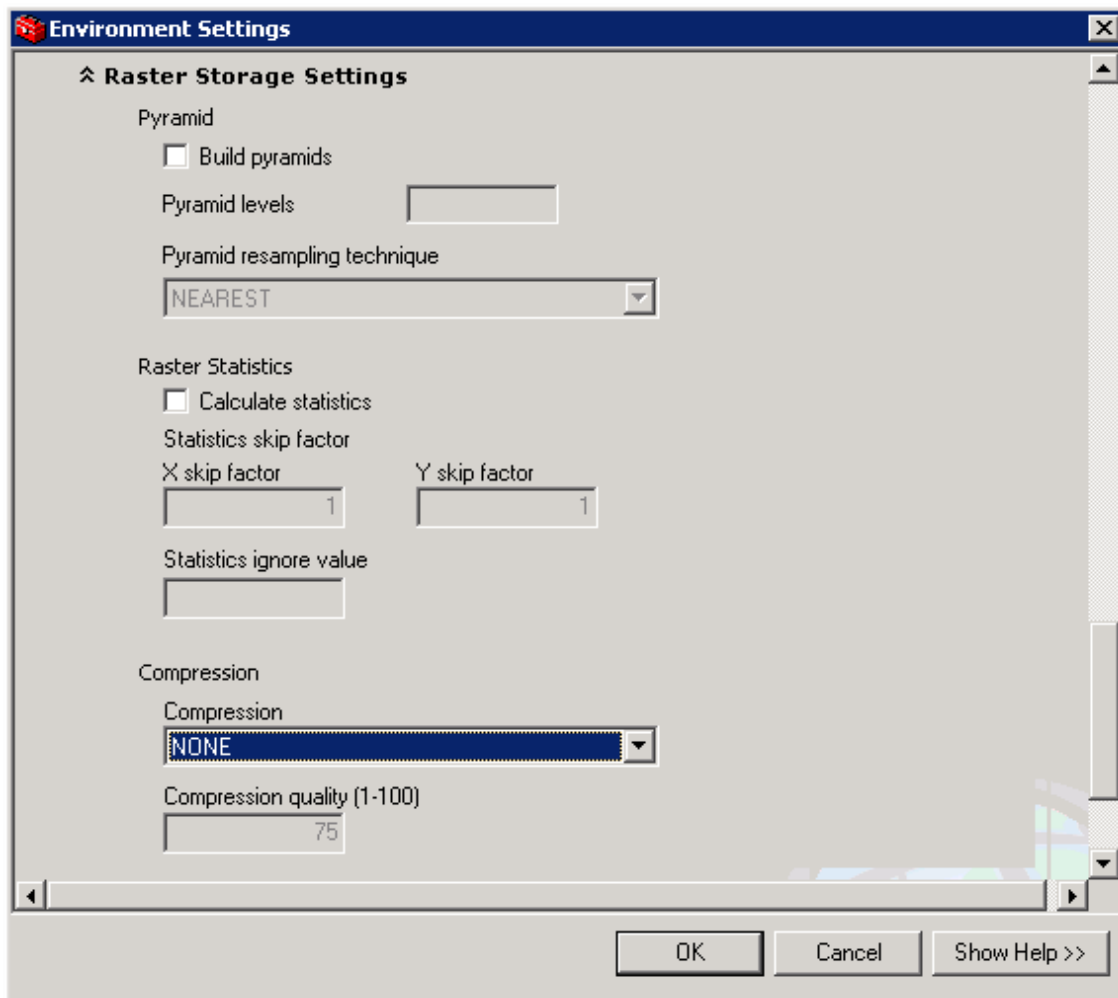 Environment Settings
Raster Storage Settings
Pyramid
Build pyramids
Pyramid levels
Pyramid resampling technique
NEAREST
Raster Statistics
Calculate statistics
Statistics skip factor
X skip factor Y skip factor
1 1
Statistics ignore value
Compression
Compression
NONE
Compression quality (1-100)
75
OK Cancel Show Help >>